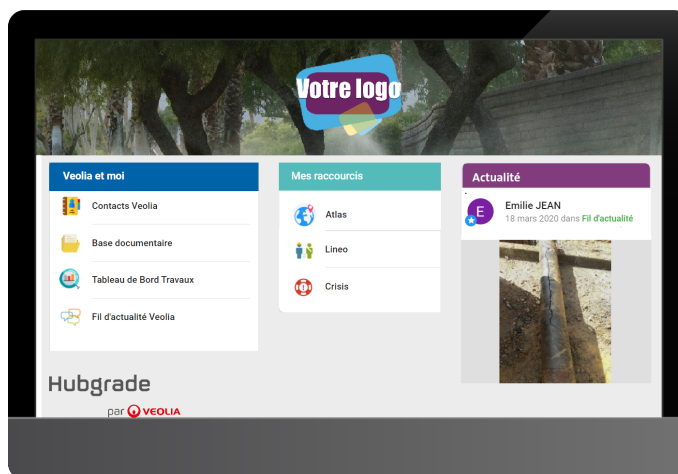 Votre logo
Veolia et moi
Contacts Veolia
Base documentaire
Tableau de Bord Travaux
Fil d'actualité Veolia
Mes raccourcis
Atlas
Lineo
Crisis
Actualité
E
Emilie JEAN
18 mars 2020 dans Fil d'actualité
Hubgrade
par VEOLIA